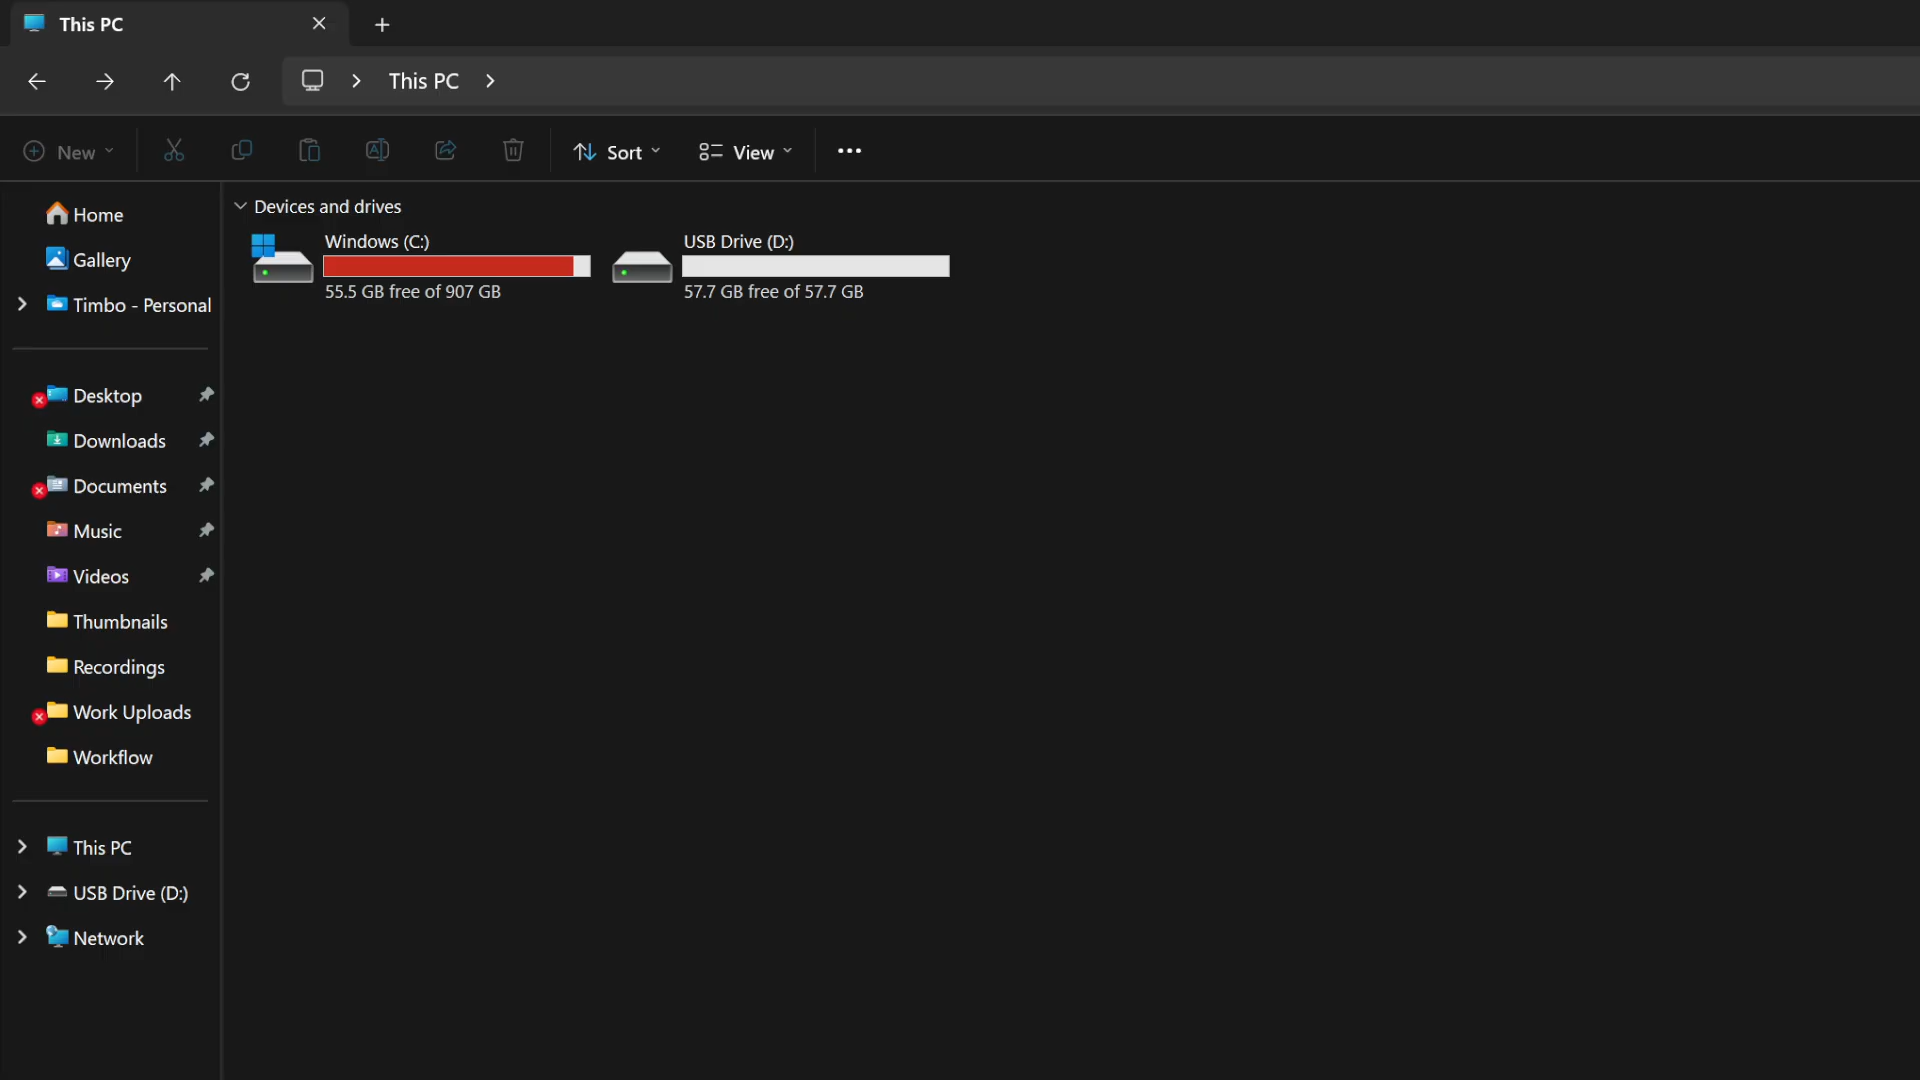 This PC
This PC
New
Sort
View
Home
Gallery
Timbo - Personal
Desktop
Downloads
Documents
Music
Videos
Thumbnails
Recordings
Work Uploads
Workflow
This PC
USB Drive (D:)
Network
Devices and drives
Windows (C:)
55.5 GB free of 907 GB
USB Drive (D:)
57.7 GB free of 57.7 GB